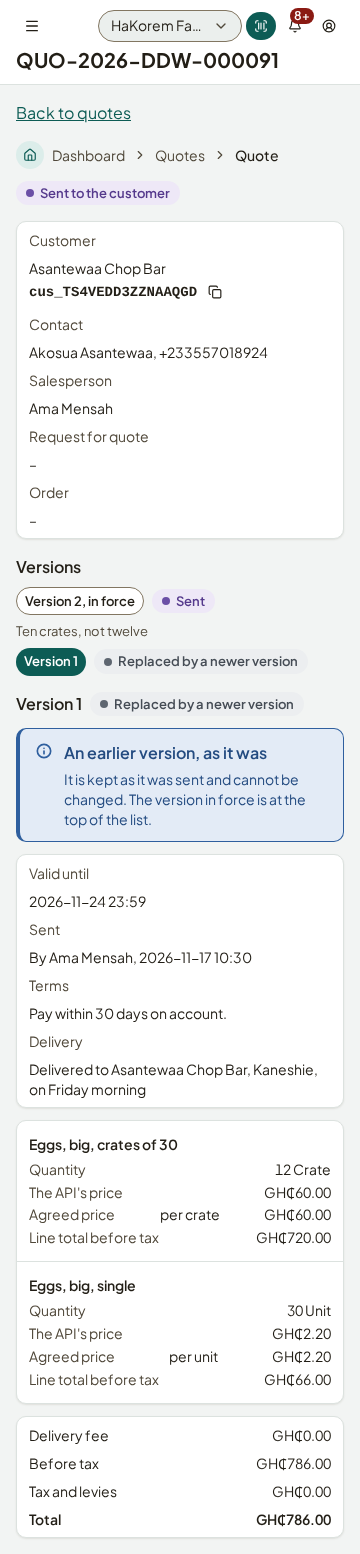 HaKorem Fa...
8+
QUO-2026-DDW-000091
Back to quotes
Dashboard > Quotes > Quote
Sent to the customer
Customer
Asantewaa Chop Bar
cus_TS4VEDD3ZZNAAQGD
Contact
Akosua Asantewaa, +233557018924
Salesperson
Ama Mensah
Request for quote
–
Order
–
Versions
Version 2, in force Sent
Ten crates, not twelve
Version 1 Replaced by a newer version
Version 1 Replaced by a newer version
An earlier version, as it was
It is kept as it was sent and cannot be
changed. The version in force is at the
top of the list.
Valid until
2026-11-24 23:59
Sent
By Ama Mensah, 2026-11-17 10:30
Terms
Pay within 30 days on account.
Delivery
Delivered to Asantewaa Chop Bar, Kaneshie,
on Friday morning
Eggs, big, crates of 30
Quantity 12 Crate
The API's price GH₵60.00
Agreed price per crate GH₵60.00
Line total before tax GH₵720.00
Eggs, big, single
Quantity 30 Unit
The API's price GH₵2.20
Agreed price per unit GH₵2.20
Line total before tax GH₵66.00
Delivery fee GH₵0.00
Before tax GH₵786.00
Tax and levies GH₵0.00
Total GH₵786.00